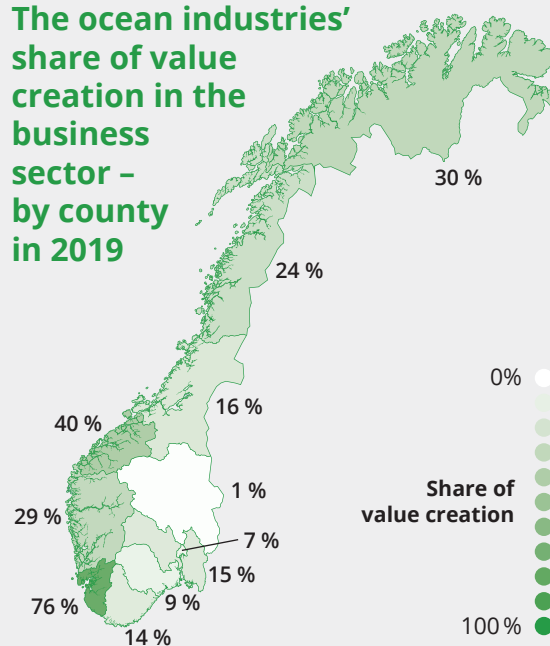 The ocean industries’
share of value
creation in the
business
sector –
by county
in 2019
30 %
24 %
0%
16 %
40 %
1 %
Share of
value creation
29 %
7 %
15 %
76 %
9 %
100 %
14 %